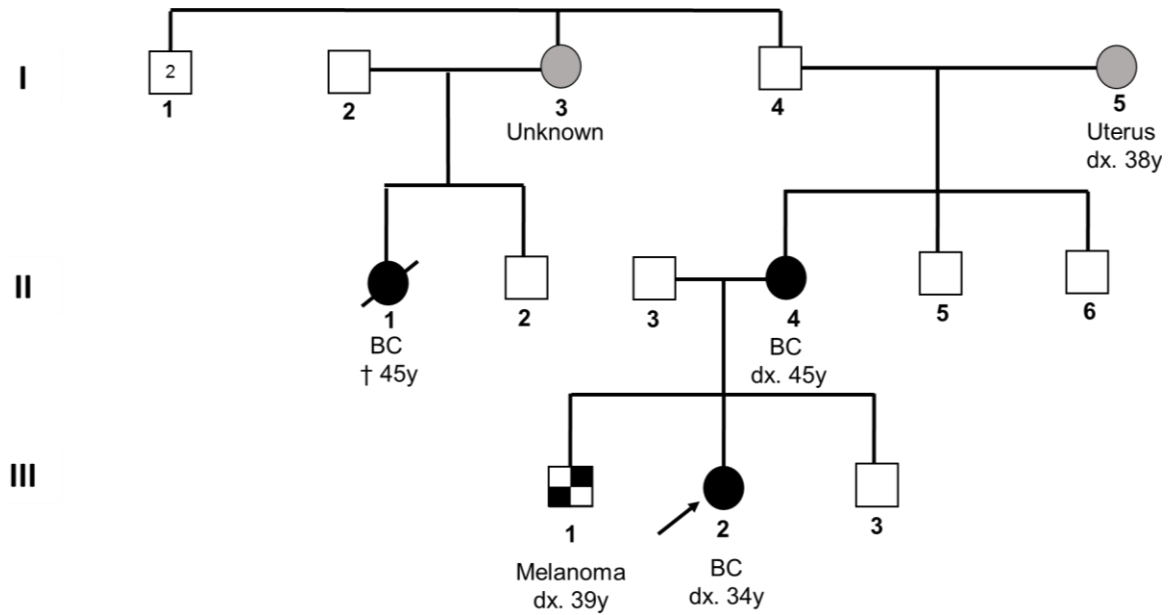 I
2
1
2
3
Unknown
4
5
Uterus
dx. 38y
II
1
BC
† 45y
2
3
4
BC
dx. 45y
5
6
III
1
Melanoma
dx. 39y
2
BC
dx. 34y
3